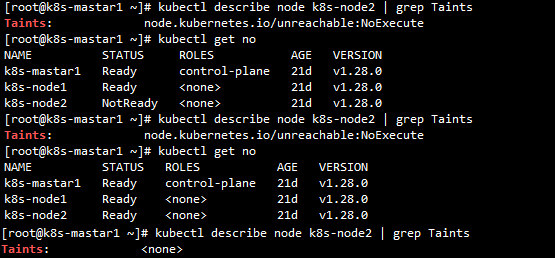 [root@k8s-mastar1 ~]# kubectl describe node k8s-node2 | grep Taints
Taints:             node.kubernetes.io/unreachable:NoExecute
[root@k8s-mastar1 ~]# kubectl get no
NAME          STATUS     ROLES           AGE   VERSION
k8s-mastar1   Ready      control-plane   21d   v1.28.0
k8s-node1     Ready      <none>          21d   v1.28.0
k8s-node2     NotReady   <none>          21d   v1.28.0
[root@k8s-mastar1 ~]# kubectl describe node k8s-node2 | grep Taints
Taints:             node.kubernetes.io/unreachable:NoExecute
[root@k8s-mastar1 ~]# kubectl get no
NAME          STATUS   ROLES           AGE   VERSION
k8s-mastar1   Ready    control-plane   21d   v1.28.0
k8s-node1     Ready    <none>          21d   v1.28.0
k8s-node2     Ready    <none>          21d   v1.28.0
[root@k8s-mastar1 ~]# kubectl describe node k8s-node2 | grep Taints
Taints:             <none>